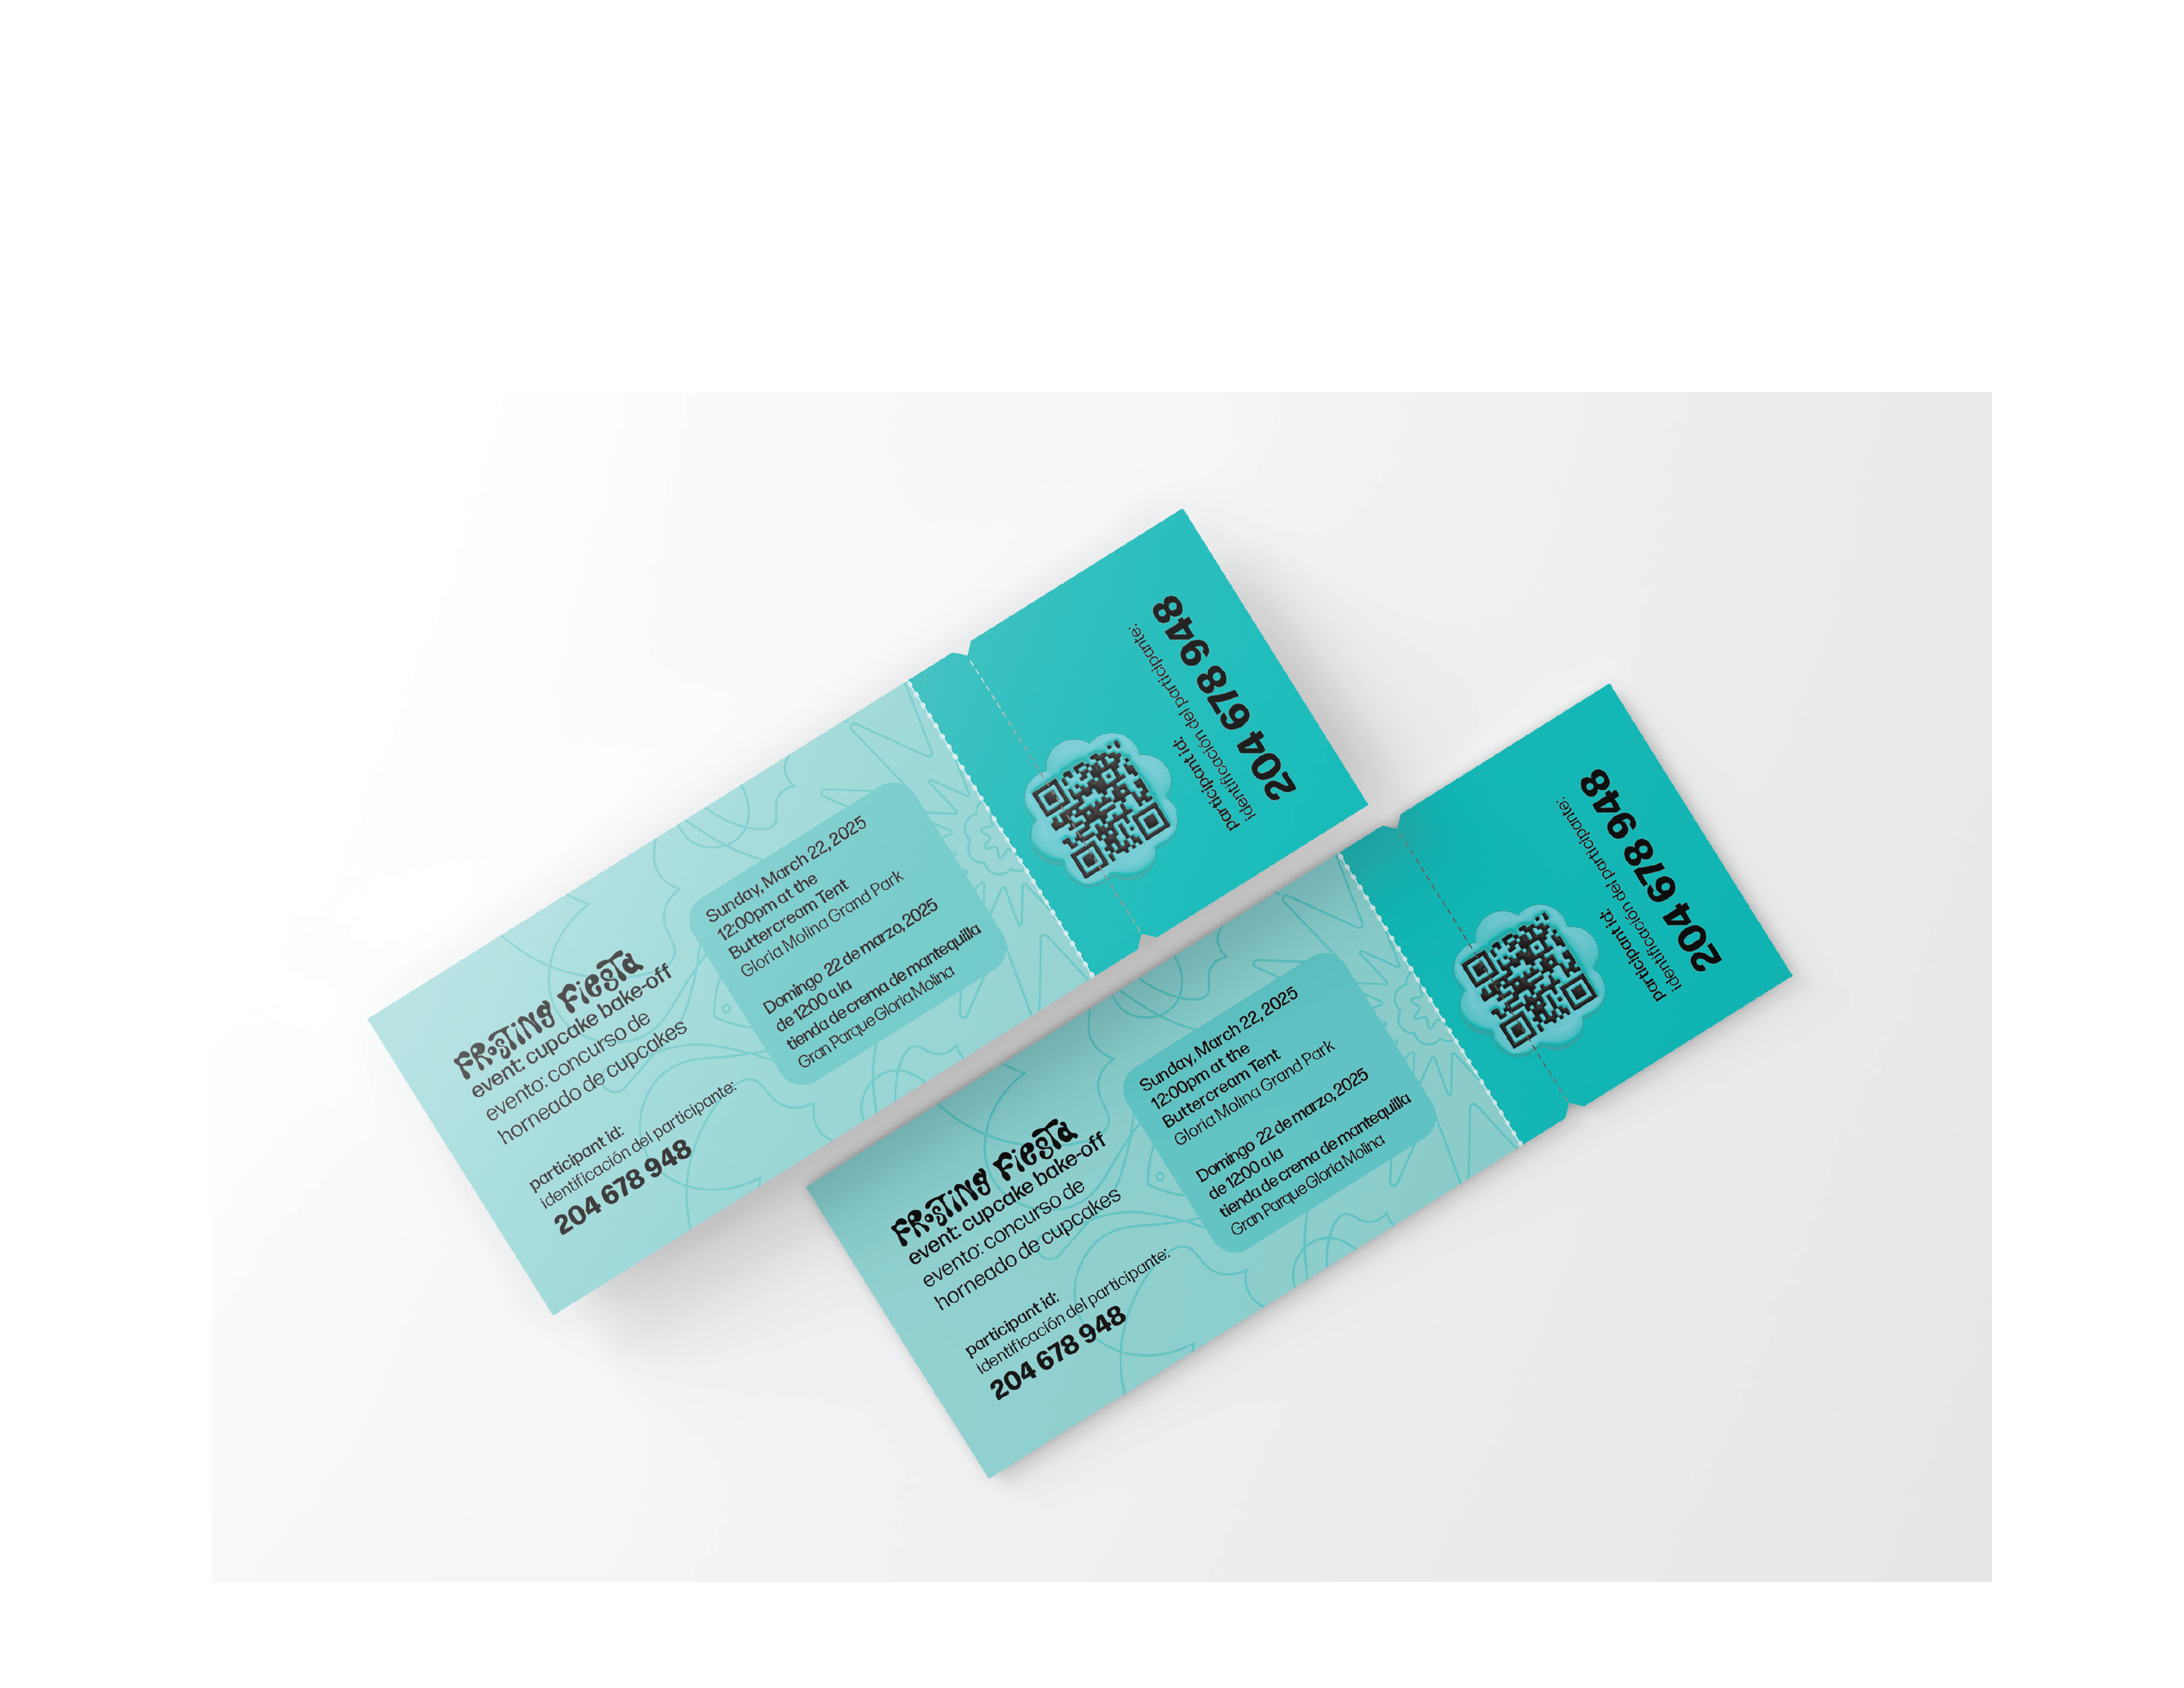 FRoSTiNg FieSTa
event: cupcake bake-off
evento: concurso de
horneado de cupcakes
participant id:
identificación del participante:
204 678 948
Sunday, March 22, 2025
12:00pm at the
Buttercream Tent
Gloria Molina Grand Park
Domingo 22 de marzo, 2025
de 12:00 a la
tienda de crema de mantequilla
Gran Parque Gloria Molina
participant id:
identificación del participante:
204 678 948
FRoSTiNg FieSTa
event: cupcake bake-off
evento: concurso de
horneado de cupcakes
participant id:
identificación del participante:
204 678 948
Sunday, March 22, 2025
12:00pm at the
Buttercream Tent
Gloria Molina Grand Park
Domingo 22 de marzo, 2025
de 12:00 a la
tienda de crema de mantequilla
Gran Parque Gloria Molina
participant id:
identificación del participante:
204 678 948